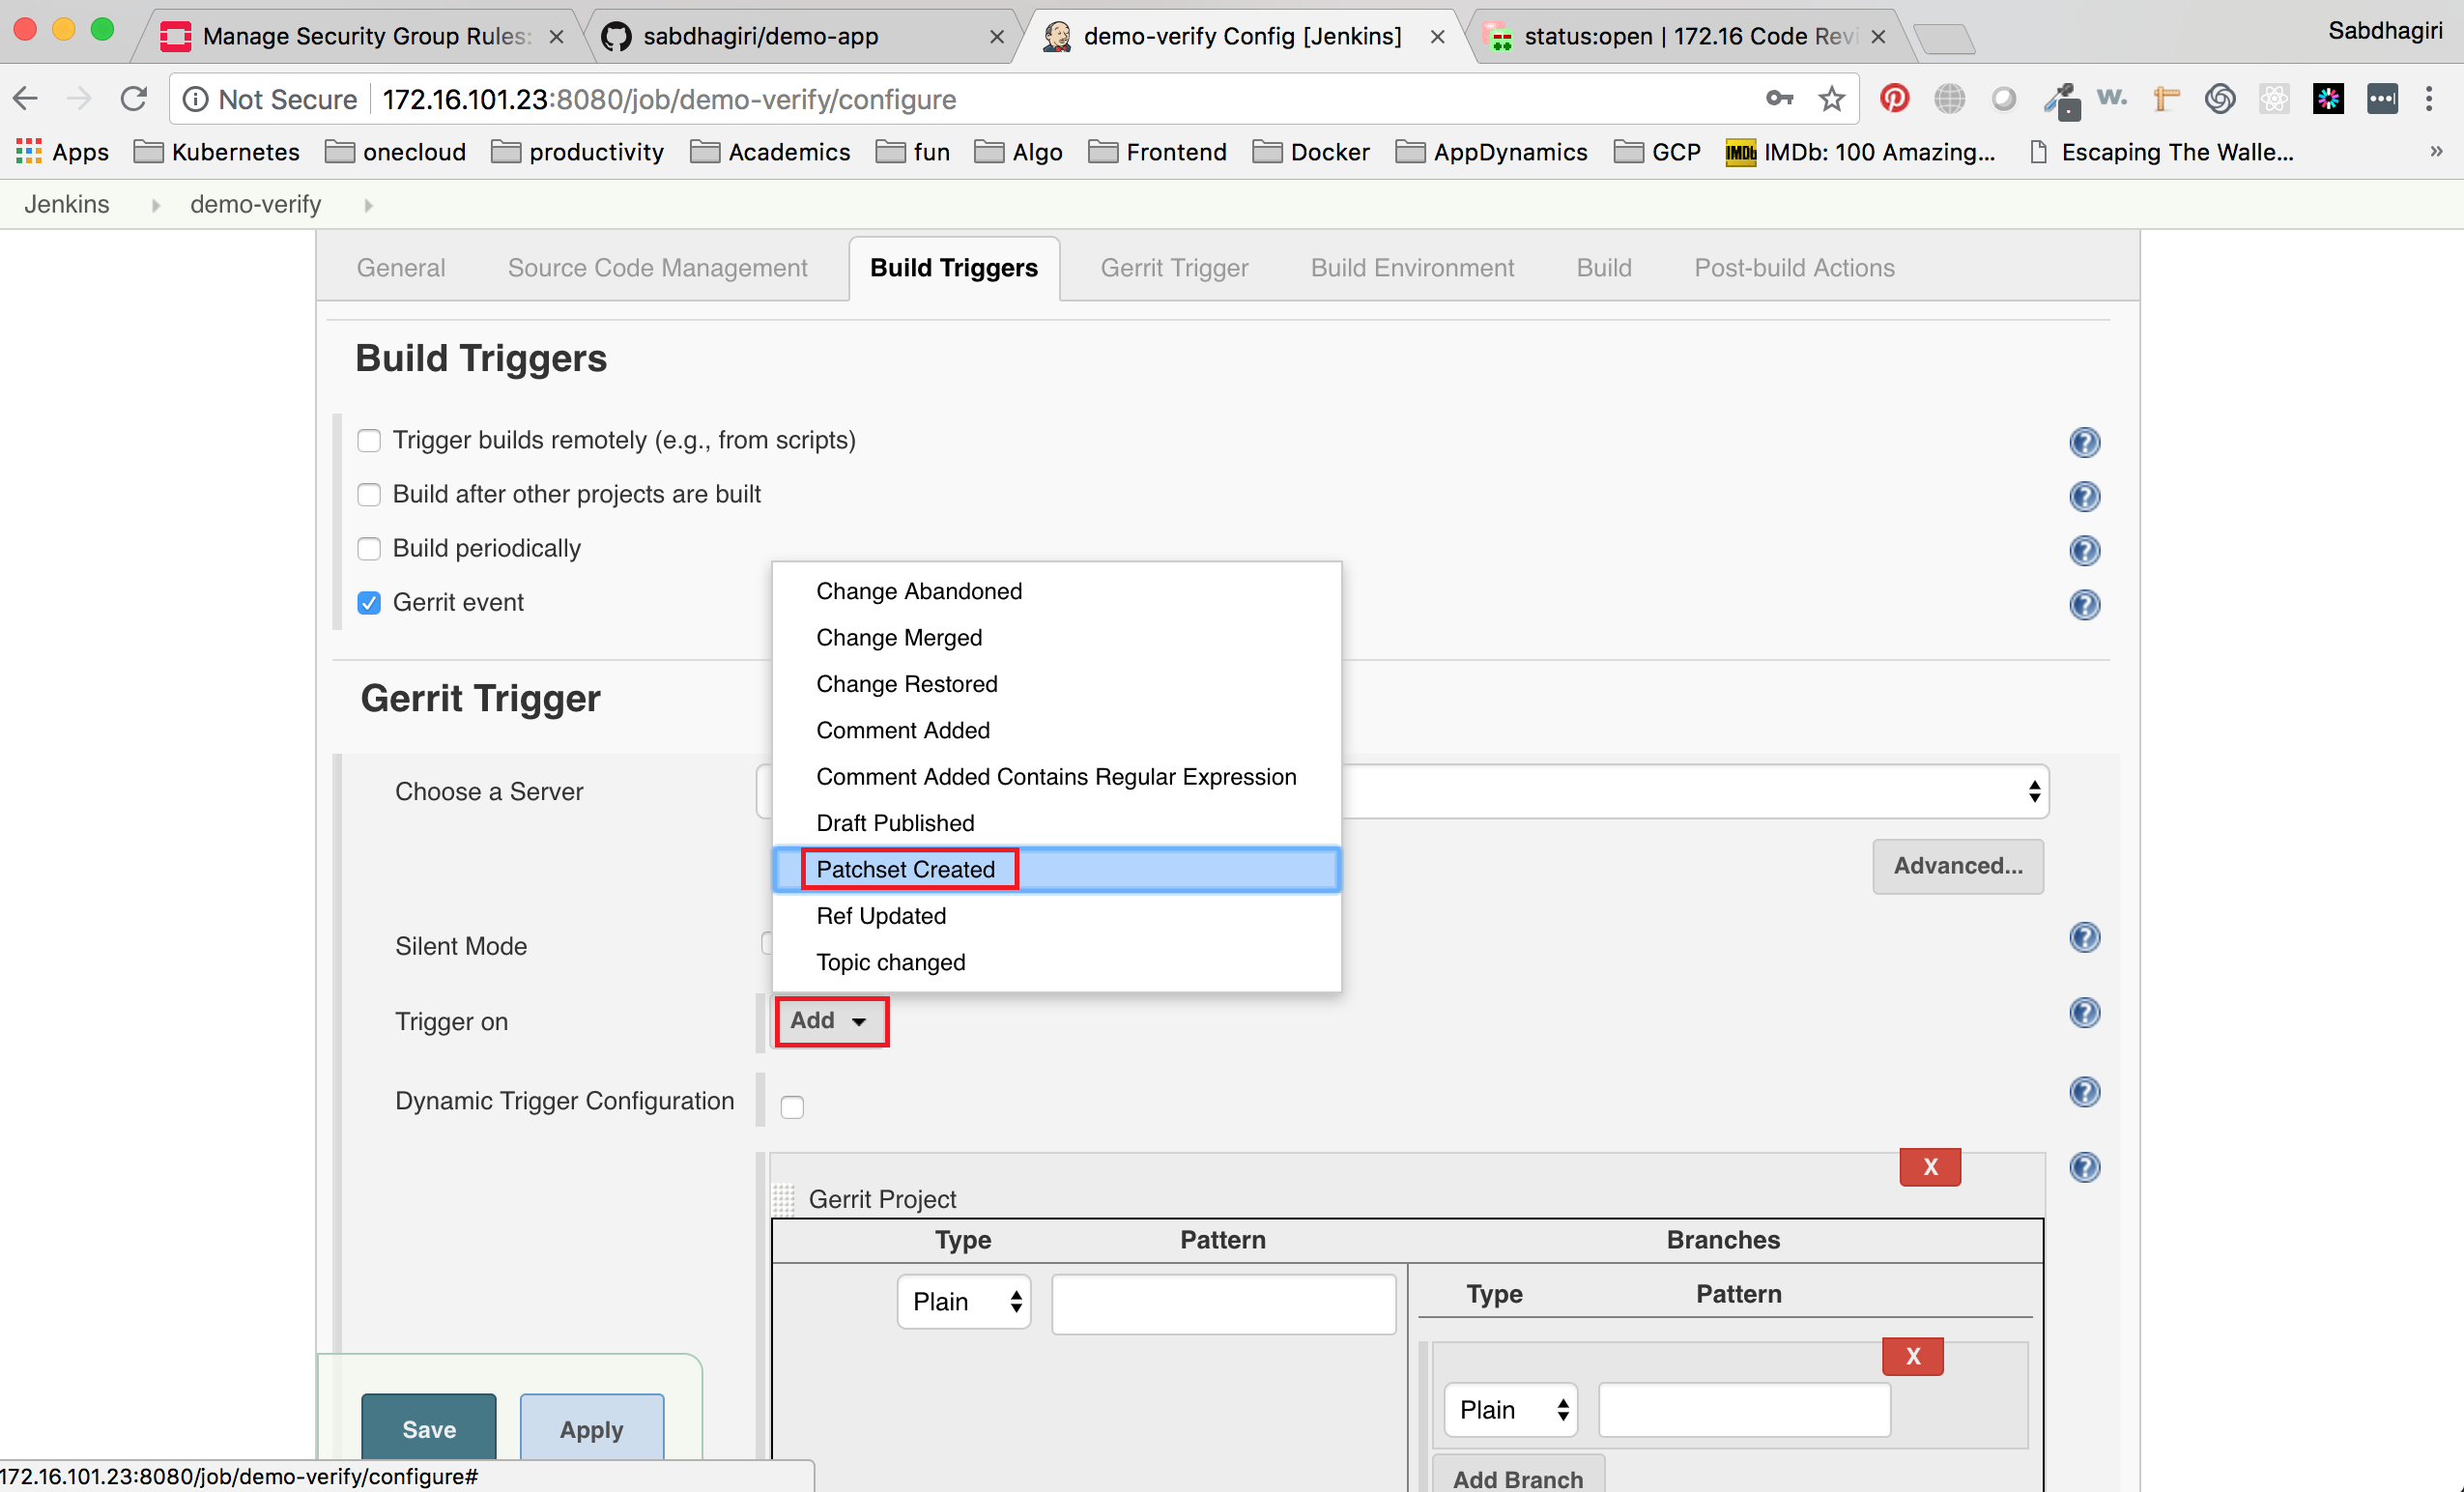 Manage Security Group Rules:
sabdhagiri/demo-app
demo-verify Config [Jenkins]
status:open | 172.16 Code Revi
Sabdhagiri
Not Secure 172.16.101.23:8080/job/demo-verify/configure
w.
Apps Kubernetes onecloud productivity Academics fun Algo Frontend Docker AppDynamics GCP IMDb IMDb: 100 Amazing... Escaping The Walle... »
Jenkins demo-verify
General Source Code Management Build Triggers Gerrit Trigger Build Environment Build Post-build Actions
Build Triggers
Trigger builds remotely (e.g., from scripts)
Build after other projects are built
Build periodically
Gerrit event
Change Abandoned
Change Merged
Change Restored
Comment Added
Comment Added Contains Regular Expression
Draft Published
Patchset Created
Ref Updated
Topic changed
Gerrit Trigger
Choose a Server
Advanced...
Silent Mode
Trigger on Add
Dynamic Trigger Configuration
X
Gerrit Project
Type Pattern Branches
Plain
Type Pattern
X
Plain
Add Branch
Save Apply
172.16.101.23:8080/job/demo-verify/configure#